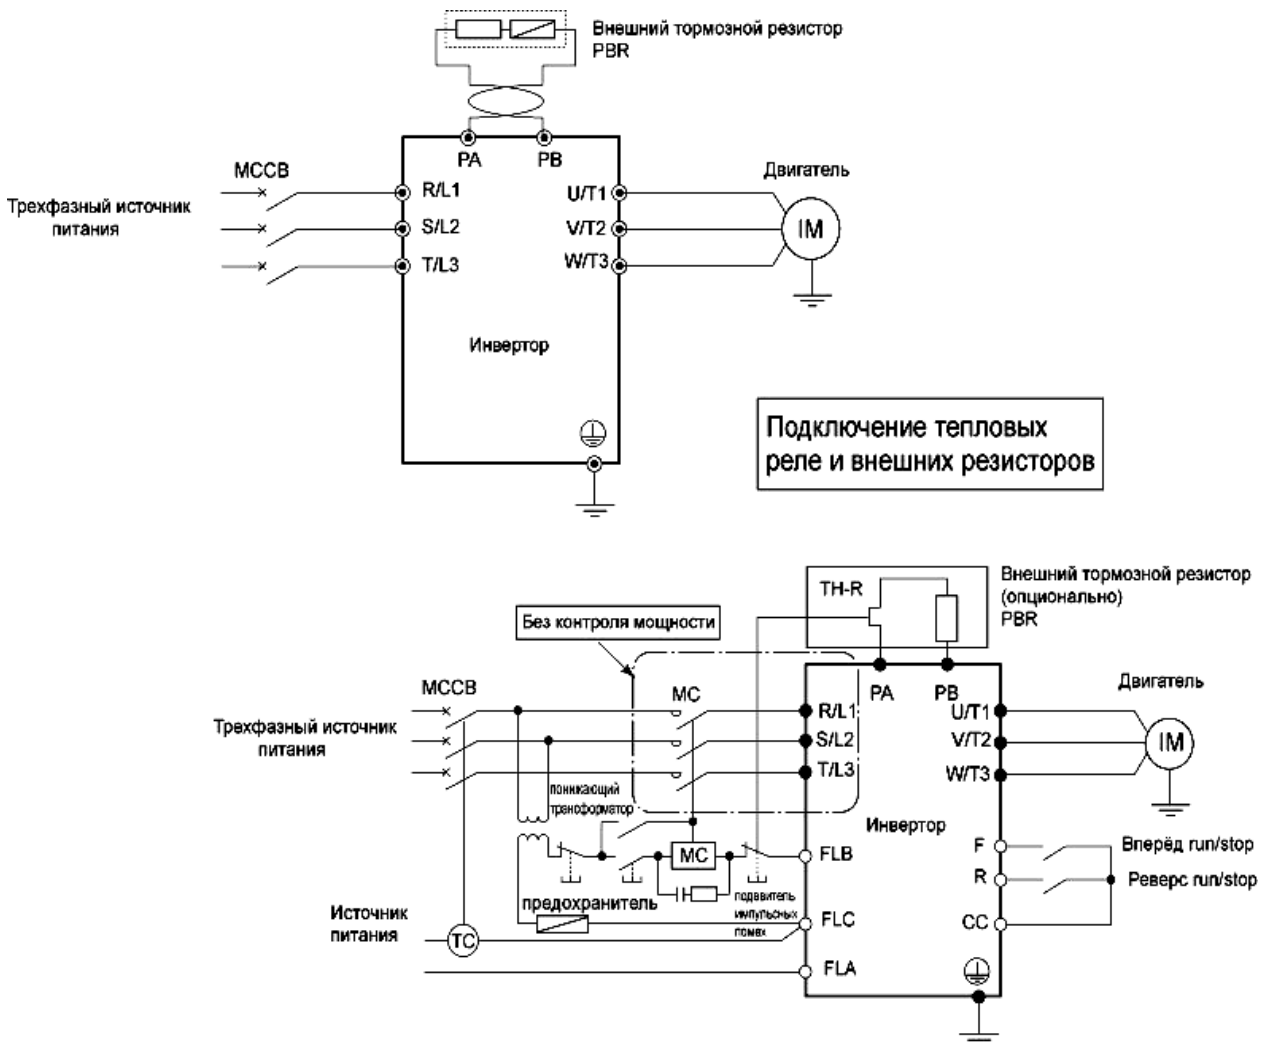 Внешний тормозной резистор
PBR
PA
PB
MCCB
Трехфазный источник
питания
R/L1
S/L2
T/L3
U/T1
V/T2
W/T3
Двигатель
IM
Инвертор
Подключение тепловых
реле и внешних резисторов
TH-R
Внешний тормозной резистор
(опционально)
PBR
Без контроля мощности
MCCB
MC
PA
PB
Двигатель
Трехфазный источник
питания
R/L1
S/L2
T/L3
U/T1
V/T2
W/T3
IM
понижающий
трансформатор
Инвертор
MC
FLB
F
Вперёд run/stop
R
Реверс run/stop
предохранитель
подавитель
импульсных
помех
Источник
питания
TC
FLC
CC
FLA